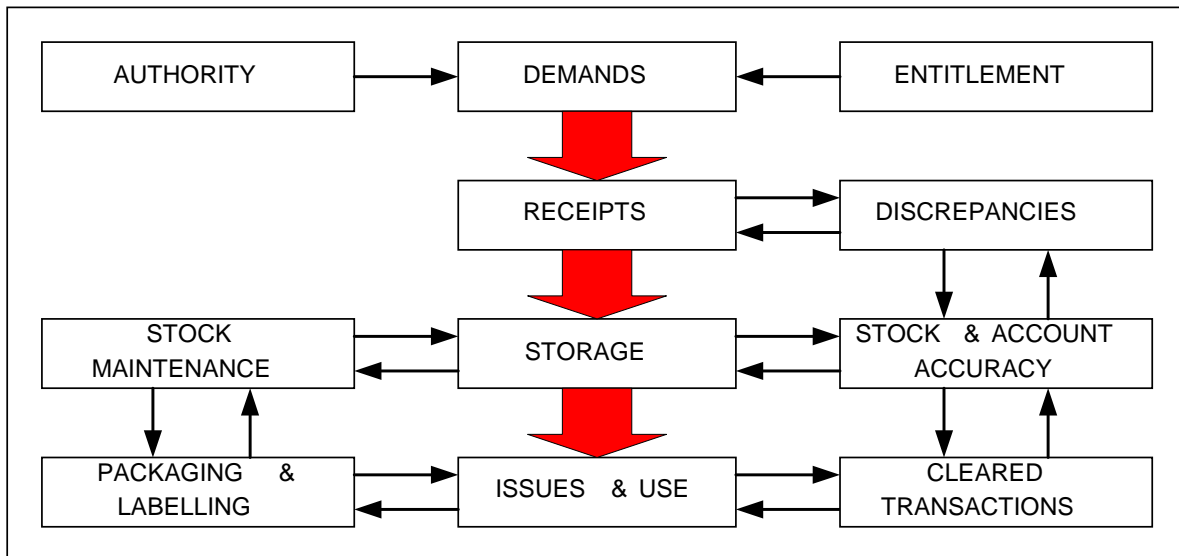 AUTHORITY
DEMANDS
ENTITLEMENT
RECEIPTS
DISCREPANCIES
STOCK
MAINTENANCE
STORAGE
STOCK & ACCOUNT
ACCURACY
PACKAGING &
LABELLING
ISSUES & USE
CLEARED
TRANSACTIONS